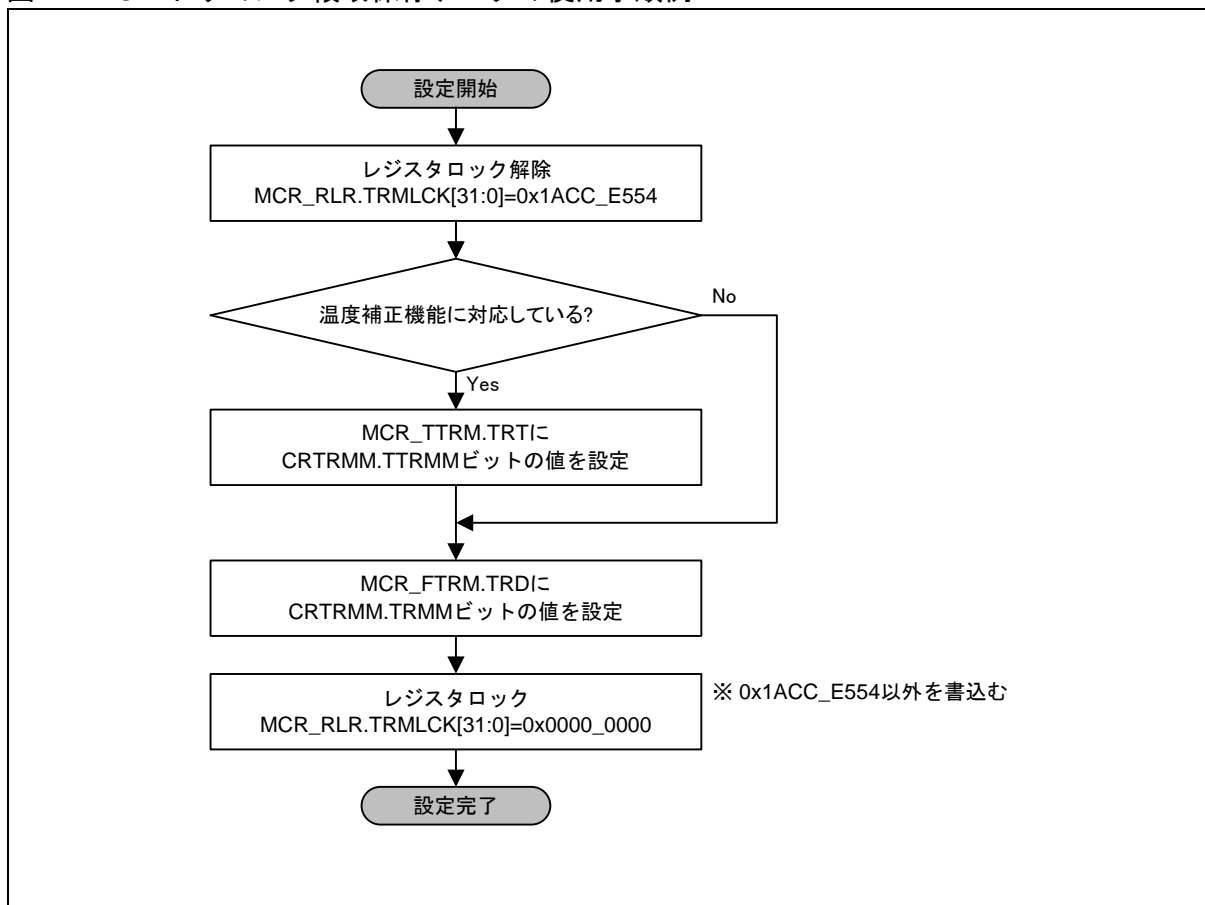 設定開始
レジスタロック解除
MCR_RLR.TRMLCK[31:0]=0x1ACC_E554
温度補正機能に対応している?
No
Yes
MCR_TTRM.TRTに
CRTRMM.TTRMMビットの値を設定
MCR_FTRM.TRDに
CRTRMM.TRMMビットの値を設定
レジスタロック
MCR_RLR.TRMLCK[31:0]=0x0000_0000
※ 0x1ACC_E554以外を書込む
設定完了